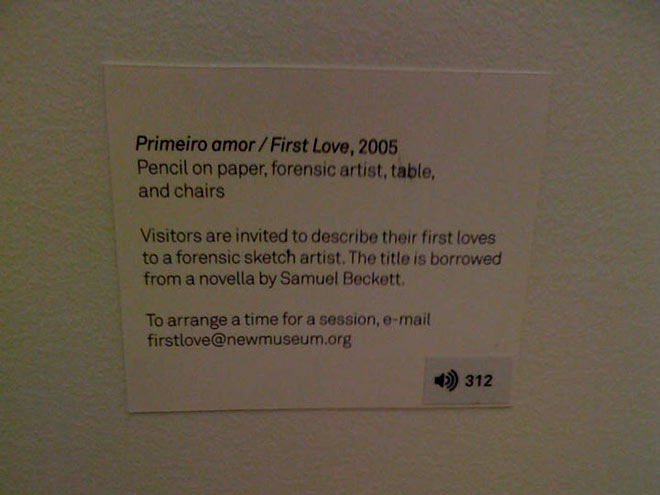 Primeiro amor / First Love, 2005
Pencil on paper, forensic artist, table,
and chairs
Visitors are invited to describe their first loves
to a forensic sketch artist. The title is borrowed
from a novella by Samuel Beckett.
To arrange a time for a session, e-mail
firstlove@newmuseum.org
312